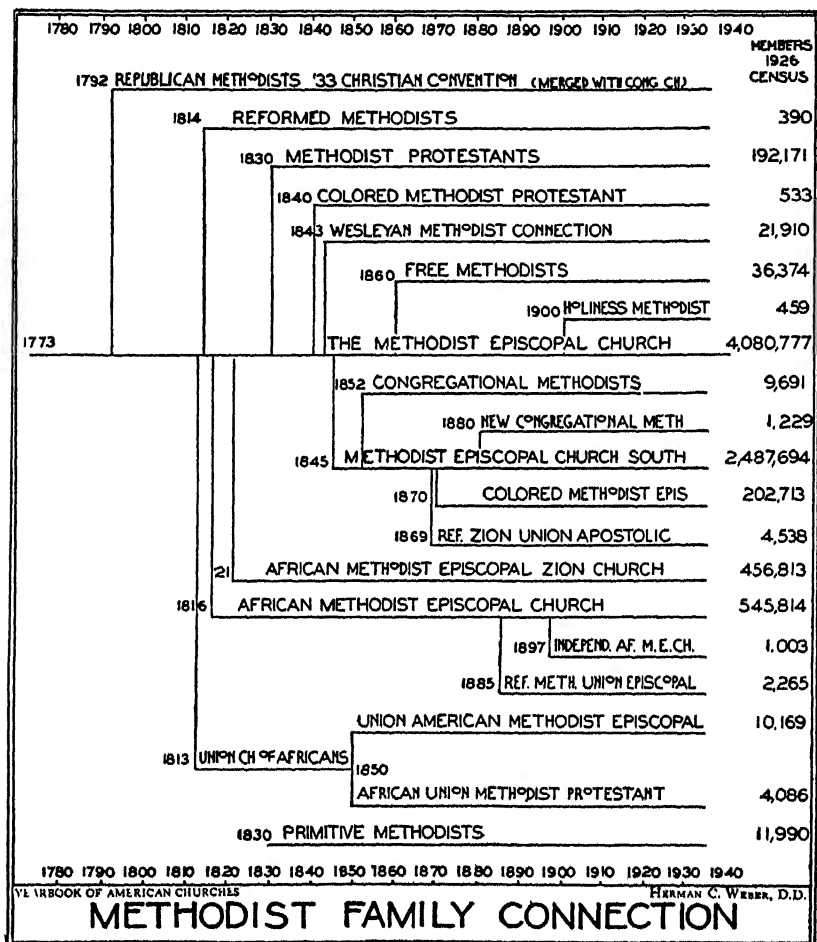 1780 1790 1800 1810 1820 1830 1840 1850 1860 1870 1880 1890 1900 1910 1920 1930 1940
MEMBERS
1926
CENSUS
1792 REPUBLICAN METHODISTS '33 CHRISTIAN CONVENTION (MERGED WITH CONG CH)
1814 REFORMED METHODISTS 390
1830 METHODIST PROTESTANTS 192,171
1840 COLORED METHODIST PROTESTANT 533
1843 WESLEYAN METHODIST CONNECTION 21,910
1860 FREE METHODISTS 36,374
1900 HOLINESS METHODIST 459
1773 THE METHODIST EPISCOPAL CHURCH 4,080,777
1852 CONGREGATIONAL METHODISTS 9,691
1880 NEW CONGREGATIONAL METH 1,229
1845 METHODIST EPISCOPAL CHURCH SOUTH 2,487,694
1870 COLORED METHODIST EPIS 202,713
1869 REF. ZION UNION APOSTOLIC 4,538
'21 AFRICAN METHODIST EPISCOPAL ZION CHURCH 456,813
1816 AFRICAN METHODIST EPISCOPAL CHURCH 545,814
1897 INDEPEND. AF. M.E.CH. 1,003
1885 REF. METH. UNION EPISCOPAL 2,265
UNION AMERICAN METHODIST EPISCOPAL 10,169
1813 UNION CH OF AFRICANS 1850
AFRICAN UNION METHODIST PROTESTANT 4,086
1830 PRIMITIVE METHODISTS 11,990
1780 1790 1800 1810 1820 1830 1840 1850 1860 1870 1880 1890 1900 1910 1920 1930 1940
YEARBOOK OF AMERICAN CHURCHES HERMAN C. WEBER, D.D.
METHODIST FAMILY CONNECTION